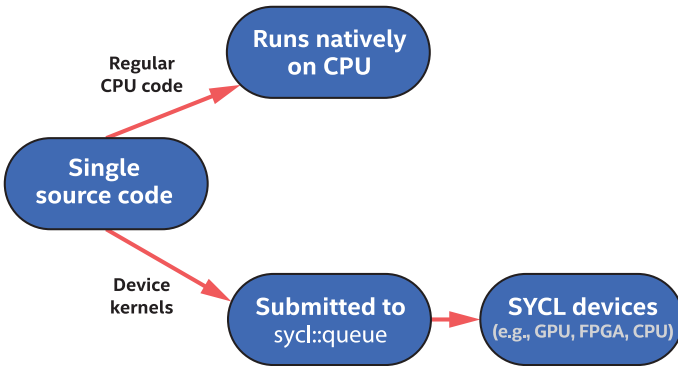 Runs natively
on CPU
Regular
CPU code
Single
source code
Device
kernels
Submitted to
sycl::queue
SYCL devices
(e.g., GPU, FPGA, CPU)